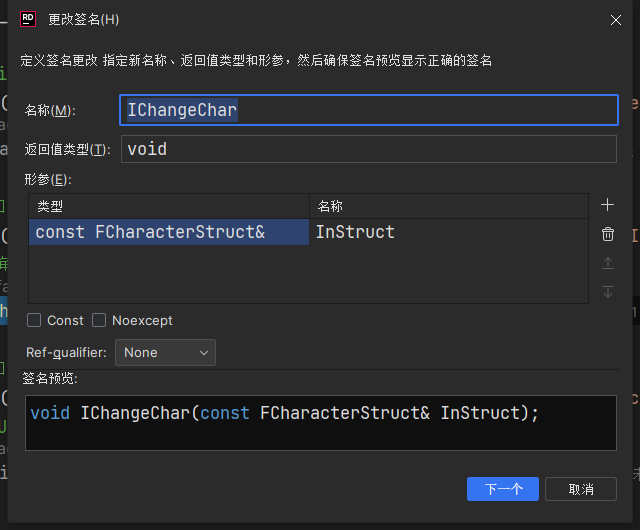 RD 更改签名(H)
定义签名更改 指定新名称、返回值类型和形参，然后确保签名预览显示正确的签名
名称(M): IChangeChar
返回值类型(T): void
形参(E):
类型 名称
const FCharacterStruct& InStruct
Const Noexcept
Ref-qualifier: None
签名预览:
void IChangeChar(const FCharacterStruct& InStruct);
下一个 取消